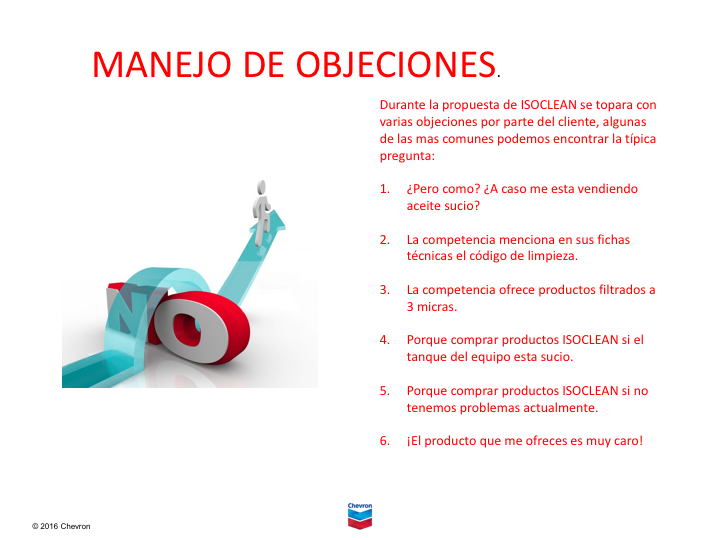 MANEJO DE OBJECIONES.
Durante la propuesta de ISOCLEAN se topara con
varias objeciones por parte del cliente, algunas
de las mas comunes podemos encontrar la típica
pregunta:
1. ¿Pero como? ¿A caso me esta vendiendo
aceite sucio?
2. La competencia menciona en sus fichas
técnicas el código de limpieza.
3. La competencia ofrece productos filtrados a
3 micras.
4. Porque comprar productos ISOCLEAN si el
tanque del equipo esta sucio.
5. Porque comprar productos ISOCLEAN si no
tenemos problemas actualmente.
6. ¡El producto que me ofreces es muy caro!
NO
Chevron
© 2016 Chevron